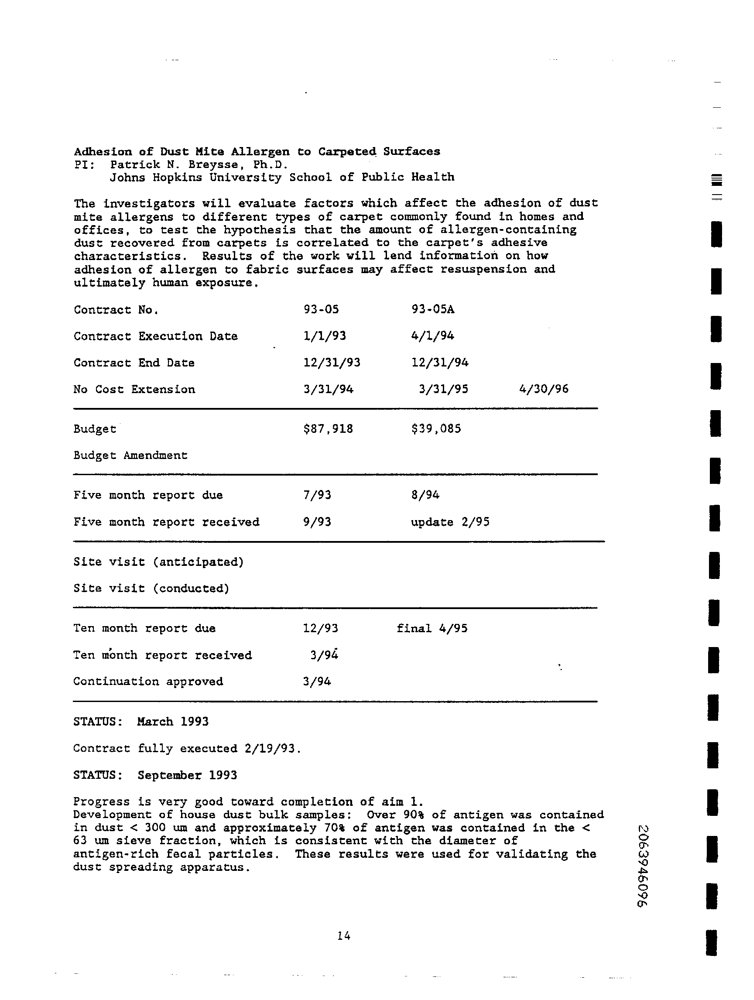 Adhesion of Dust Mite Allergen to Carpeted Surfaces
PI: Patrick N. Breysse, Ph.D.
Johns Hopkins University School of Public Health
The investigators will evaluate factors which affect the adhesion of dust
mite allergens to different types of carpet commonly found in homes and
offices, to test the hypothesis that the amount of allergen-containing
dust recovered from carpets is correlated to the carpet's adhesive
characteristics. Results of the work will lend information on how
adhesion of allergen to fabric surfaces may affect resuspension and
ultimately human exposure.
Contract No. 93-05 93-05A
Contract Execution Date 1/1/93 4/1/94
Contract End Date 12/31/93 12/31/94
No Cost Extension 3/31/94 3/31/95 4/30/96
Budget $87,918 $39,085
Budget Amendment
Five month report due 7/93 8/94
Five month report received 9/93 update 2/95
Site visit (anticipated)
Site visit (conducted)
Ten month report due 12/93 final 4/95
Ten month report received 3/94
Continuation approved 3/94
STATUS: March 1993
Contract fully executed 2/19/93.
STATUS: September 1993
Progress is very good toward completion of aim 1.
Development of house dust bulk samples: Over 90% of antigen was contained
in dust < 300 um and approximately 70% of antigen was contained in the <
63 um sieve fraction, which is consistent with the diameter of
antigen-rich fecal particles. These results were used for validating the
dust spreading apparatus.
14
2063946096